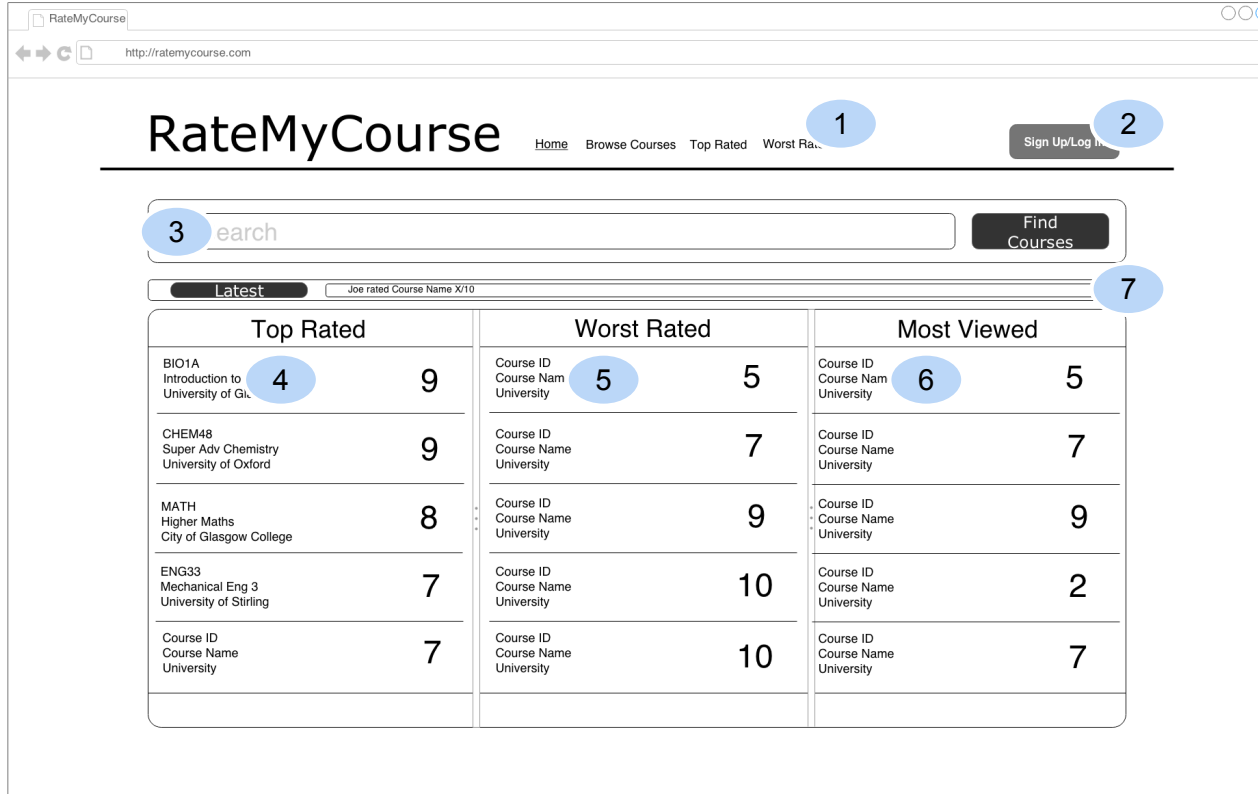 RateMyCourse
http://ratemycourse.com
RateMyCourse
Home Browse Courses Top Rated Worst
1
2
Sign Up/Log
3
earch
Find
Courses
Latest
Joe rated Course Name X/10
7
Top Rated
Worst Rated
Most Viewed
BIO1A
Introduction to
University of
4
9
Course ID
Course
University
5
5
Course ID
Course
University
6
5
CHEM48
Super Adv Chemistry
University of Oxford
9
Course ID
Course Name
University
7
Course ID
Course Name
University
7
MATH
Higher Maths
City of Glasgow College
8
Course ID
Course Name
University
9
Course ID
Course Name
University
9
ENG33
Mechanical Eng 3
University of Stirling
7
Course ID
Course Name
University
10
Course ID
Course Name
University
2
Course ID
Course Name
University
7
Course ID
Course Name
University
10
Course ID
Course Name
University
7